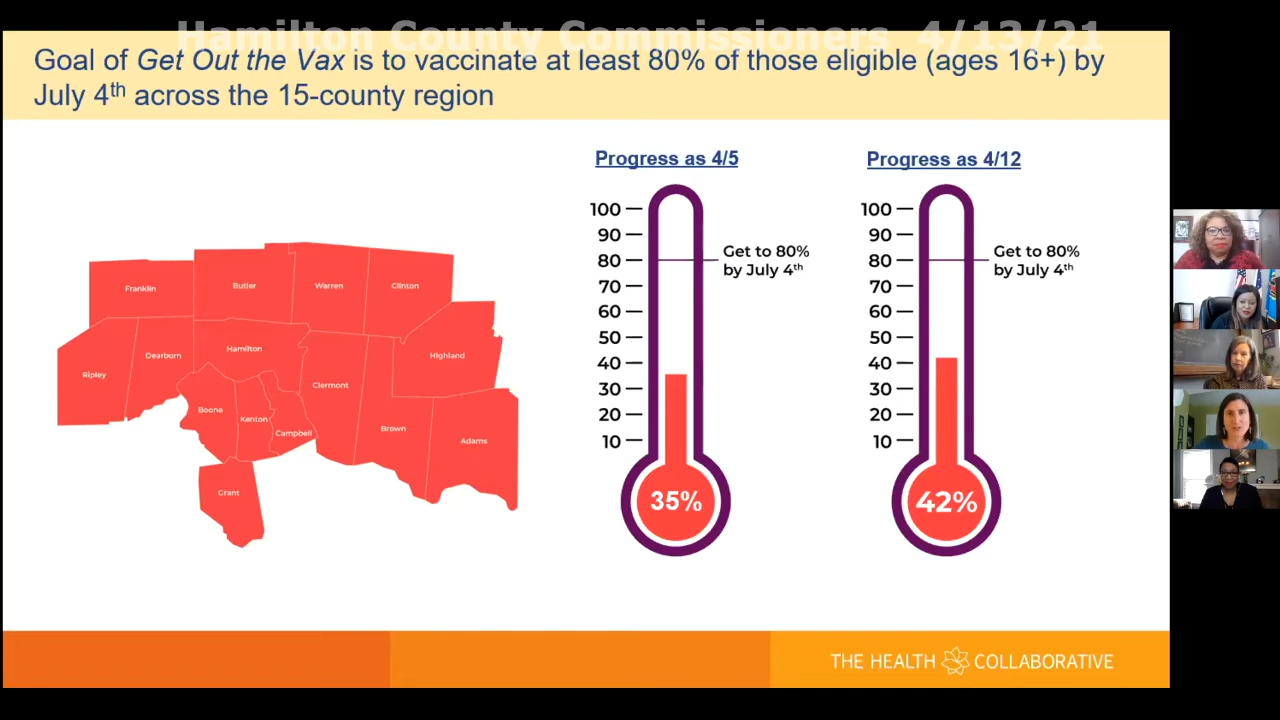 Hamilton County Commissioners 4/13/21
Goal of Get Out the Vax is to vaccinate at least 80% of those eligible (ages 16+) by
July 4th across the 15-county region
Progress as 4/5
Progress as 4/12
100
90
80
70
60
50
40
30
20
10
Get to 80%
by July 4th
35%
100
90
80
70
60
50
40
30
20
10
Get to 80%
by July 4th
42%
Franklin
Butler
Warren
Clinton
Ripley
Dearborn
Hamilton
Highland
Clermont
Boone
Kenton
Campbell
Brown
Adams
Grant
THE HEALTH COLLABORATIVE